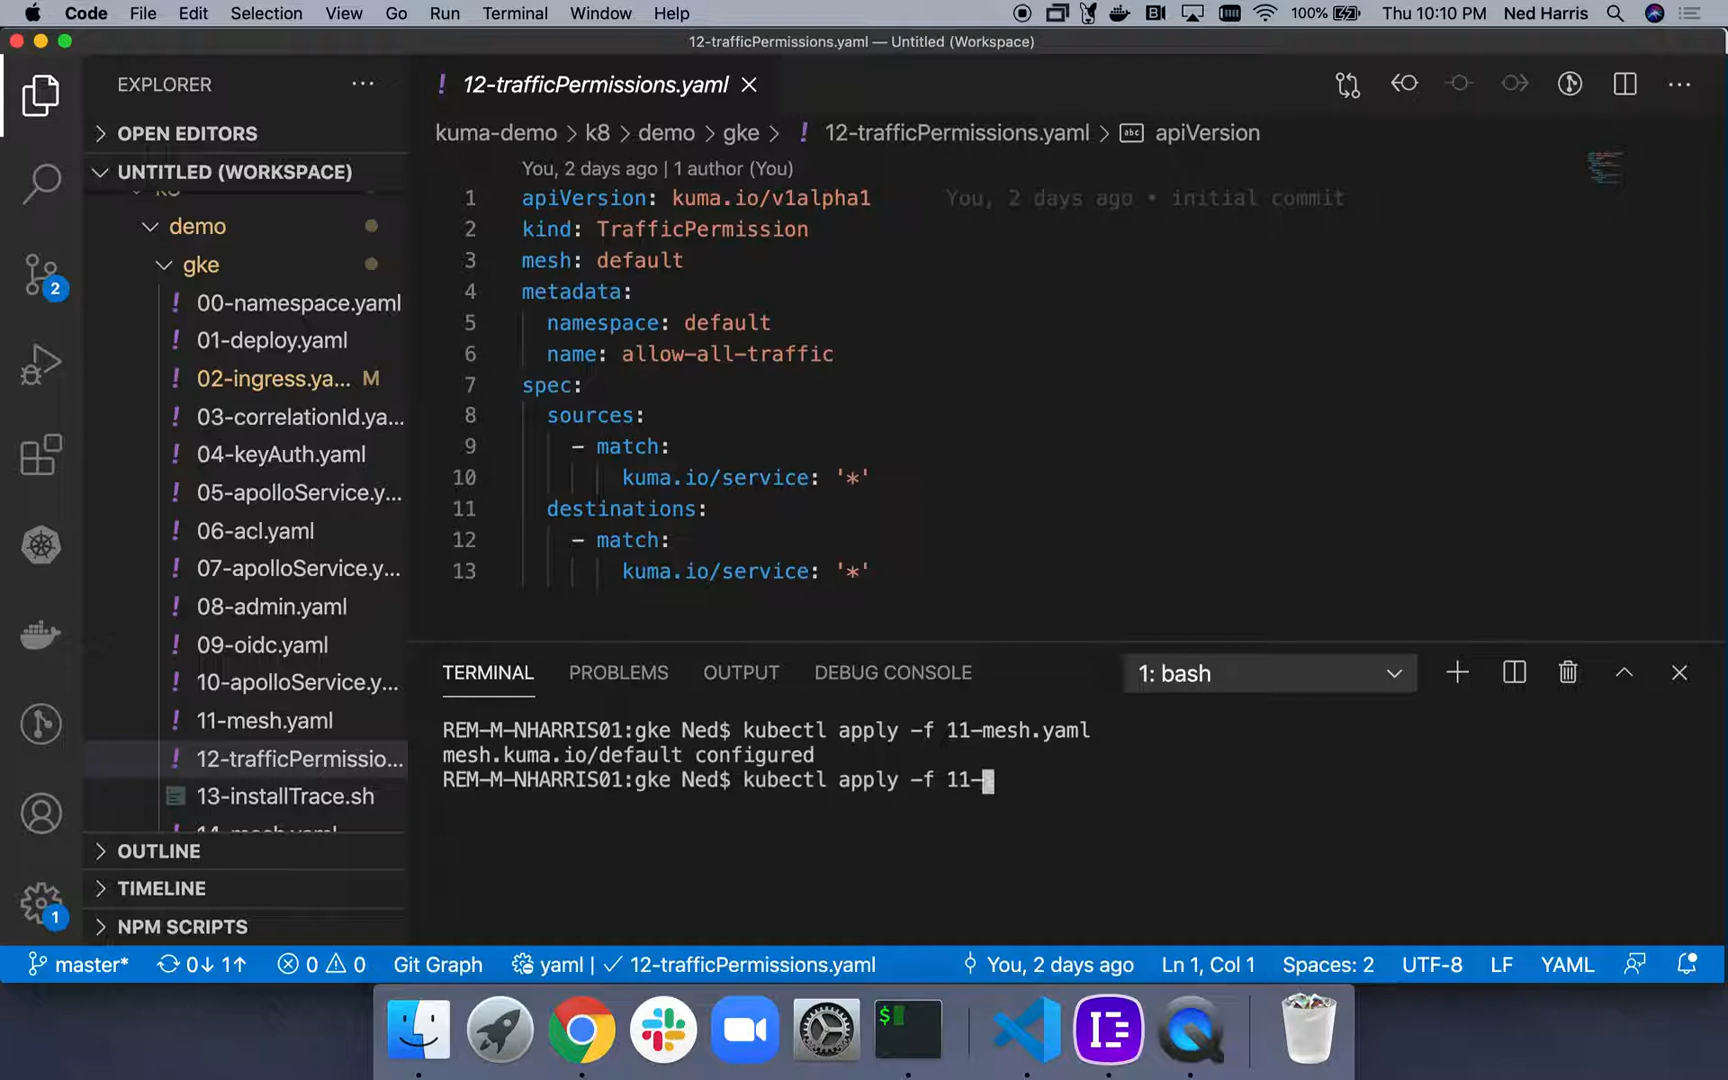 Code File Edit Selection View Go Run Terminal Window Help 100% Thu 10:10 PM Ned Harris
12-trafficPermissions.yaml — Untitled (Workspace)
EXPLORER
OPEN EDITORS
UNTITLED (WORKSPACE)
demo
gke
! 00-namespace.yaml
! 01-deploy.yaml
! 02-ingress.ya... M
! 03-correlationId.ya...
! 04-keyAuth.yaml
! 05-apolloService.y...
! 06-acl.yaml
! 07-apolloService.y...
! 08-admin.yaml
! 09-oidc.yaml
! 10-apolloService.y...
! 11-mesh.yaml
! 12-trafficPermissio...
13-installTrace.sh
! 14-mesh.yaml
OUTLINE
TIMELINE
NPM SCRIPTS
2
1
! 12-trafficPermissions.yaml
kuma-demo > k8 > demo > gke > ! 12-trafficPermissions.yaml > abc apiVersion
You, 2 days ago | 1 author (You)
1 apiVersion: kuma.io/v1alpha1 You, 2 days ago • initial commit
2 kind: TrafficPermission
3 mesh: default
4 metadata:
5 namespace: default
6 name: allow-all-traffic
7 spec:
8 sources:
9 - match:
10 kuma.io/service: '*'
11 destinations:
12 - match:
13 kuma.io/service: '*'
TERMINAL PROBLEMS OUTPUT DEBUG CONSOLE 1: bash
REM-M-NHARRIS01:gke Ned$ kubectl apply -f 11-mesh.yaml
mesh.kuma.io/default configured
REM-M-NHARRIS01:gke Ned$ kubectl apply -f 11-
master* 0↓ 1↑ 0 0 Git Graph yaml | ✓ 12-trafficPermissions.yaml You, 2 days ago Ln 1, Col 1 Spaces: 2 UTF-8 LF YAML
$